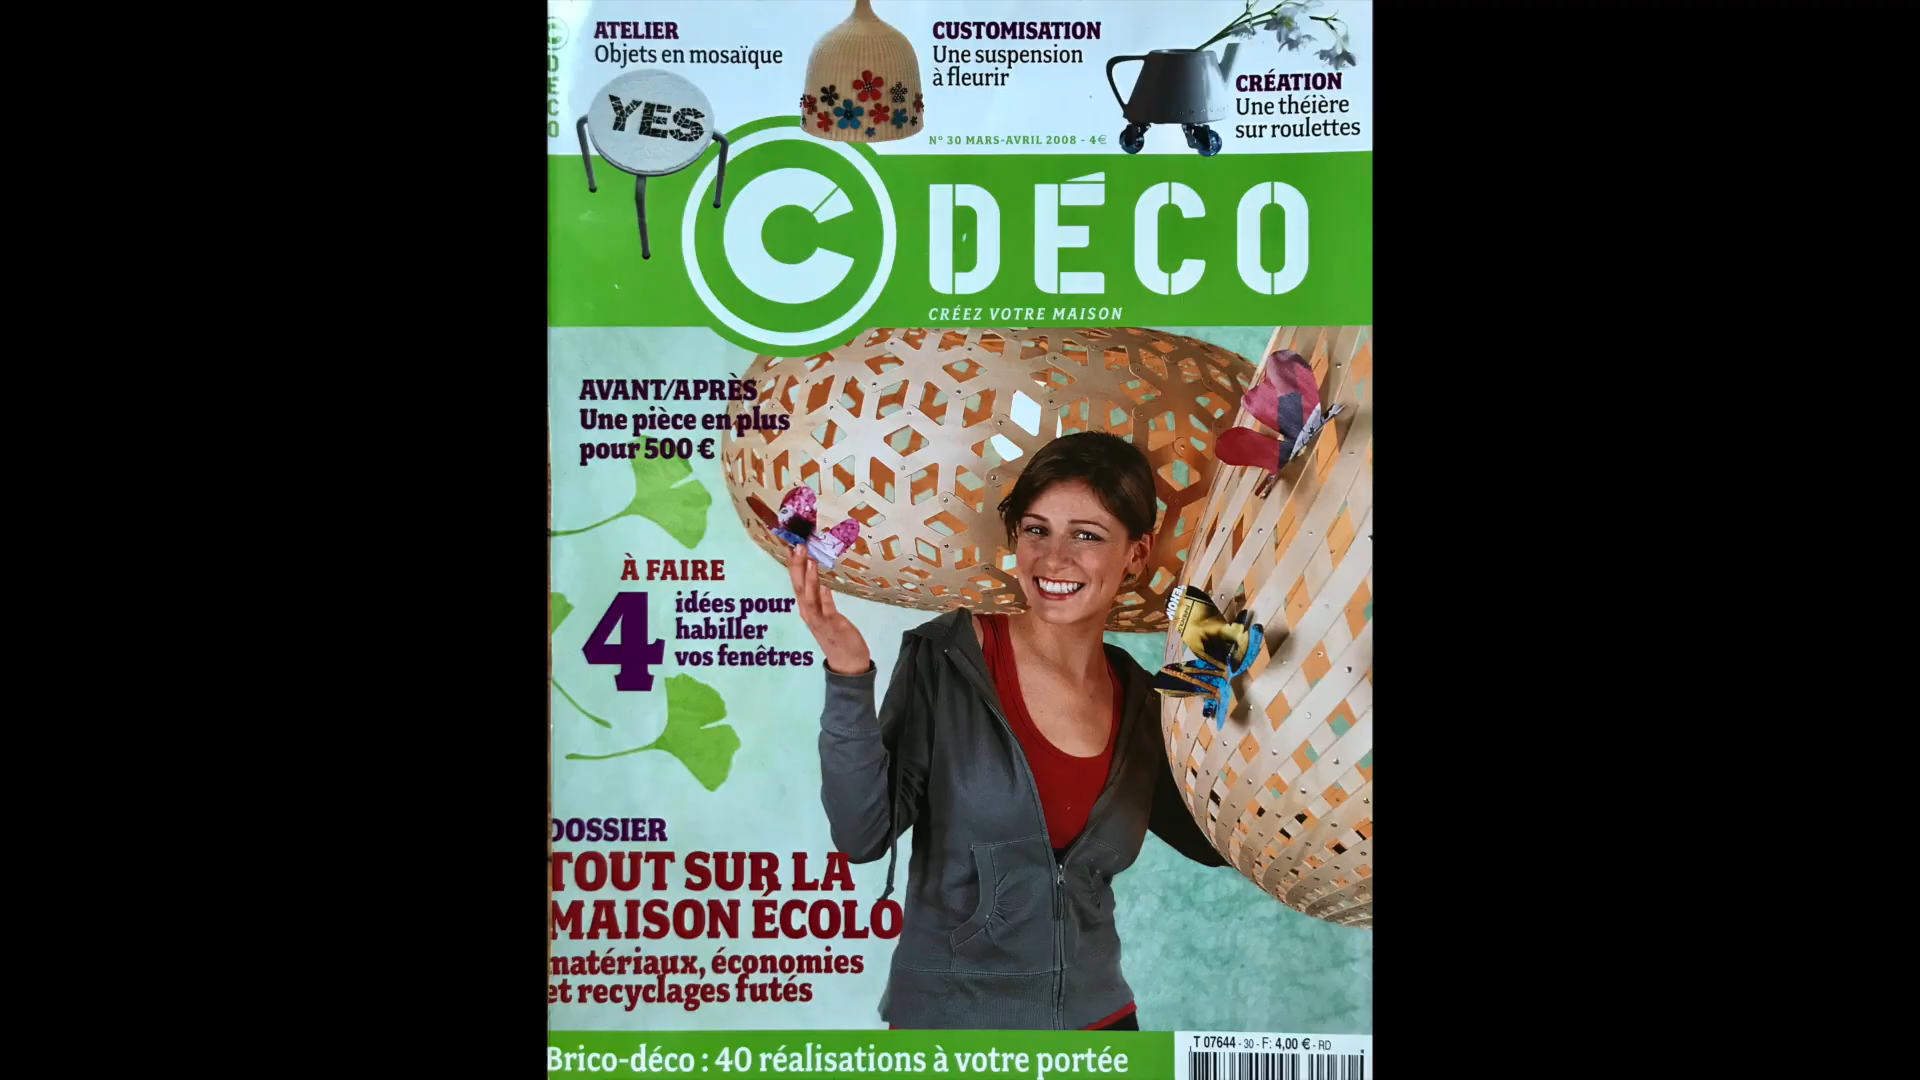 ATELIER
Objets en mosaïque
CUSTOMISATION
Une suspension
à fleurir
CRÉATION
Une théière
sur roulettes
YES
C DÉCO
N° 30 MARS-AVRIL 2008 - 4€
C DÉCO
CRÉEZ VOTRE MAISON
AVANT/APRÈS
Une pièce en plus
pour 500 €
À FAIRE
4 idées pour
habiller
vos fenêtres
DOSSIER
TOUT SUR LA
MAISON ÉCOLO
matériaux, économies
et recyclages futés
Brico-déco : 40 réalisations à votre portée
T 07644 - 30 - F: 4,00 € - RD